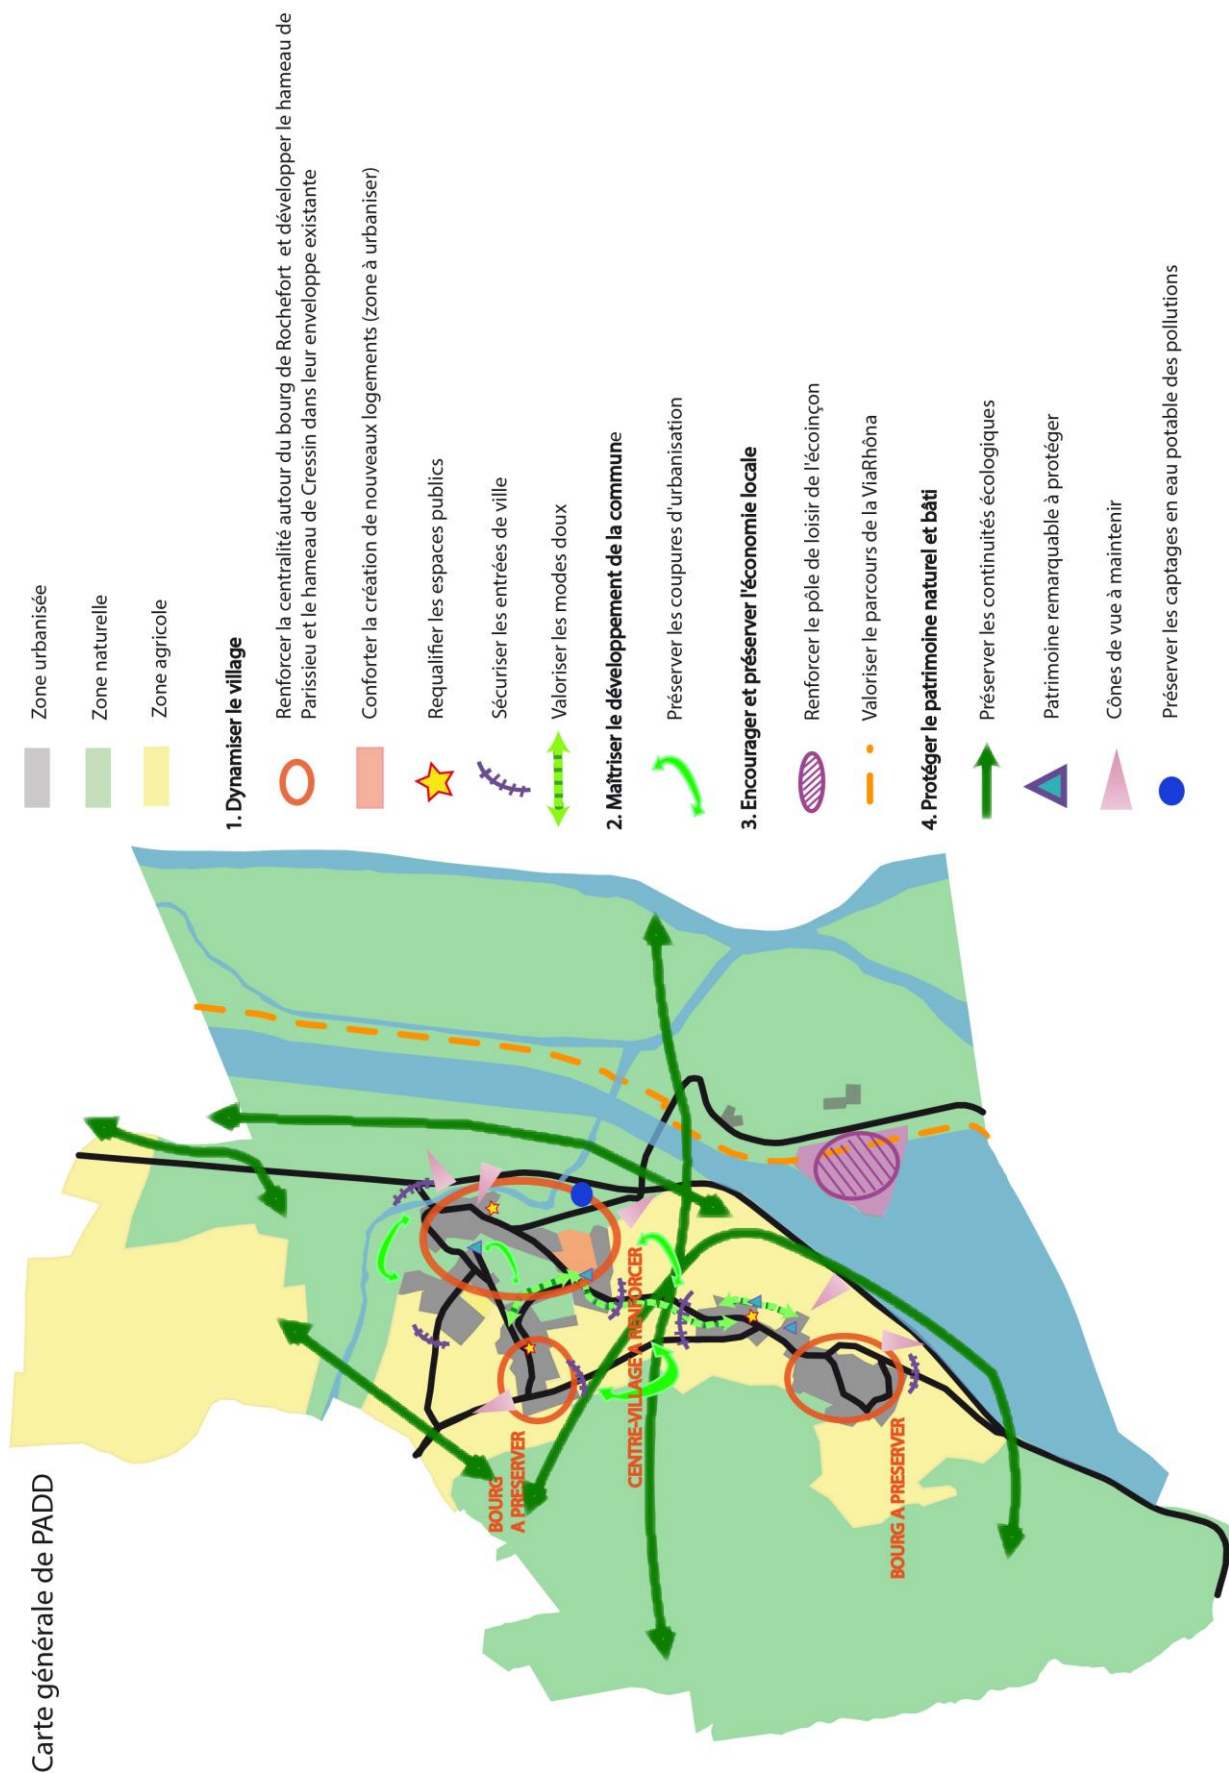 Carte générale de PADD
BOURG
A PRESERVER
CENTRE-VILLAGE A RENFORCER
BOURG A PRESERVER
Zone urbanisée
Zone naturelle
Zone agricole
1. Dynamiser le village
Renforcer la centralité autour du bourg de Rochefort et développer le hameau de
Parissieu et le hameau de Cressin dans leur enveloppe existante
Conforter la création de nouveaux logements (zone à urbaniser)
Requalifier les espaces publics
Sécuriser les entrées de ville
Valoriser les modes doux
2. Maîtriser le développement de la commune
Préserver les coupures d'urbanisation
3. Encourager et préserver l'économie locale
Renforcer le pôle de loisir de l'écoinçon
Valoriser le parcours de la ViaRhôna
4. Protéger le patrimoine naturel et bâti
Préserver les continuités écologiques
Patrimoine remarquable à protéger
Cônes de vue à maintenir
Préserver les captages en eau potable des pollutions